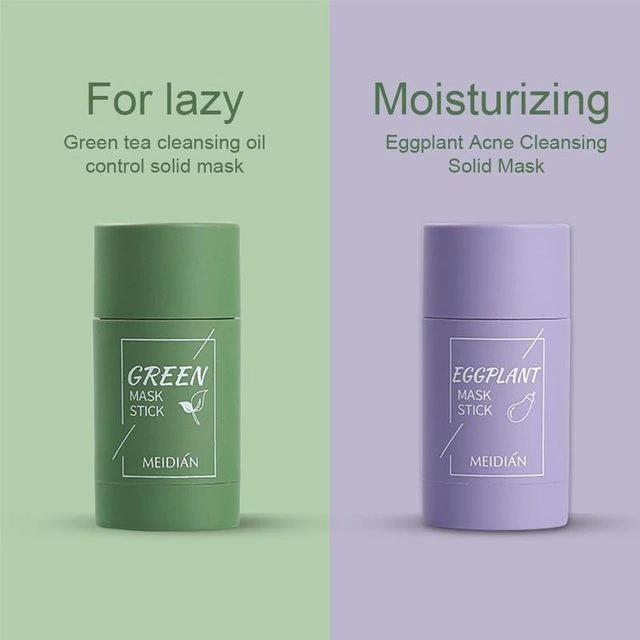 For lazy
Green tea cleansing oil
control solid mask
GREEN
MASK
STICK
MEIDIÁN
Moisturizing
Eggplant Acne Cleansing
Solid Mask
EGGPLANT
MASK
STICK
MEIDIÁN